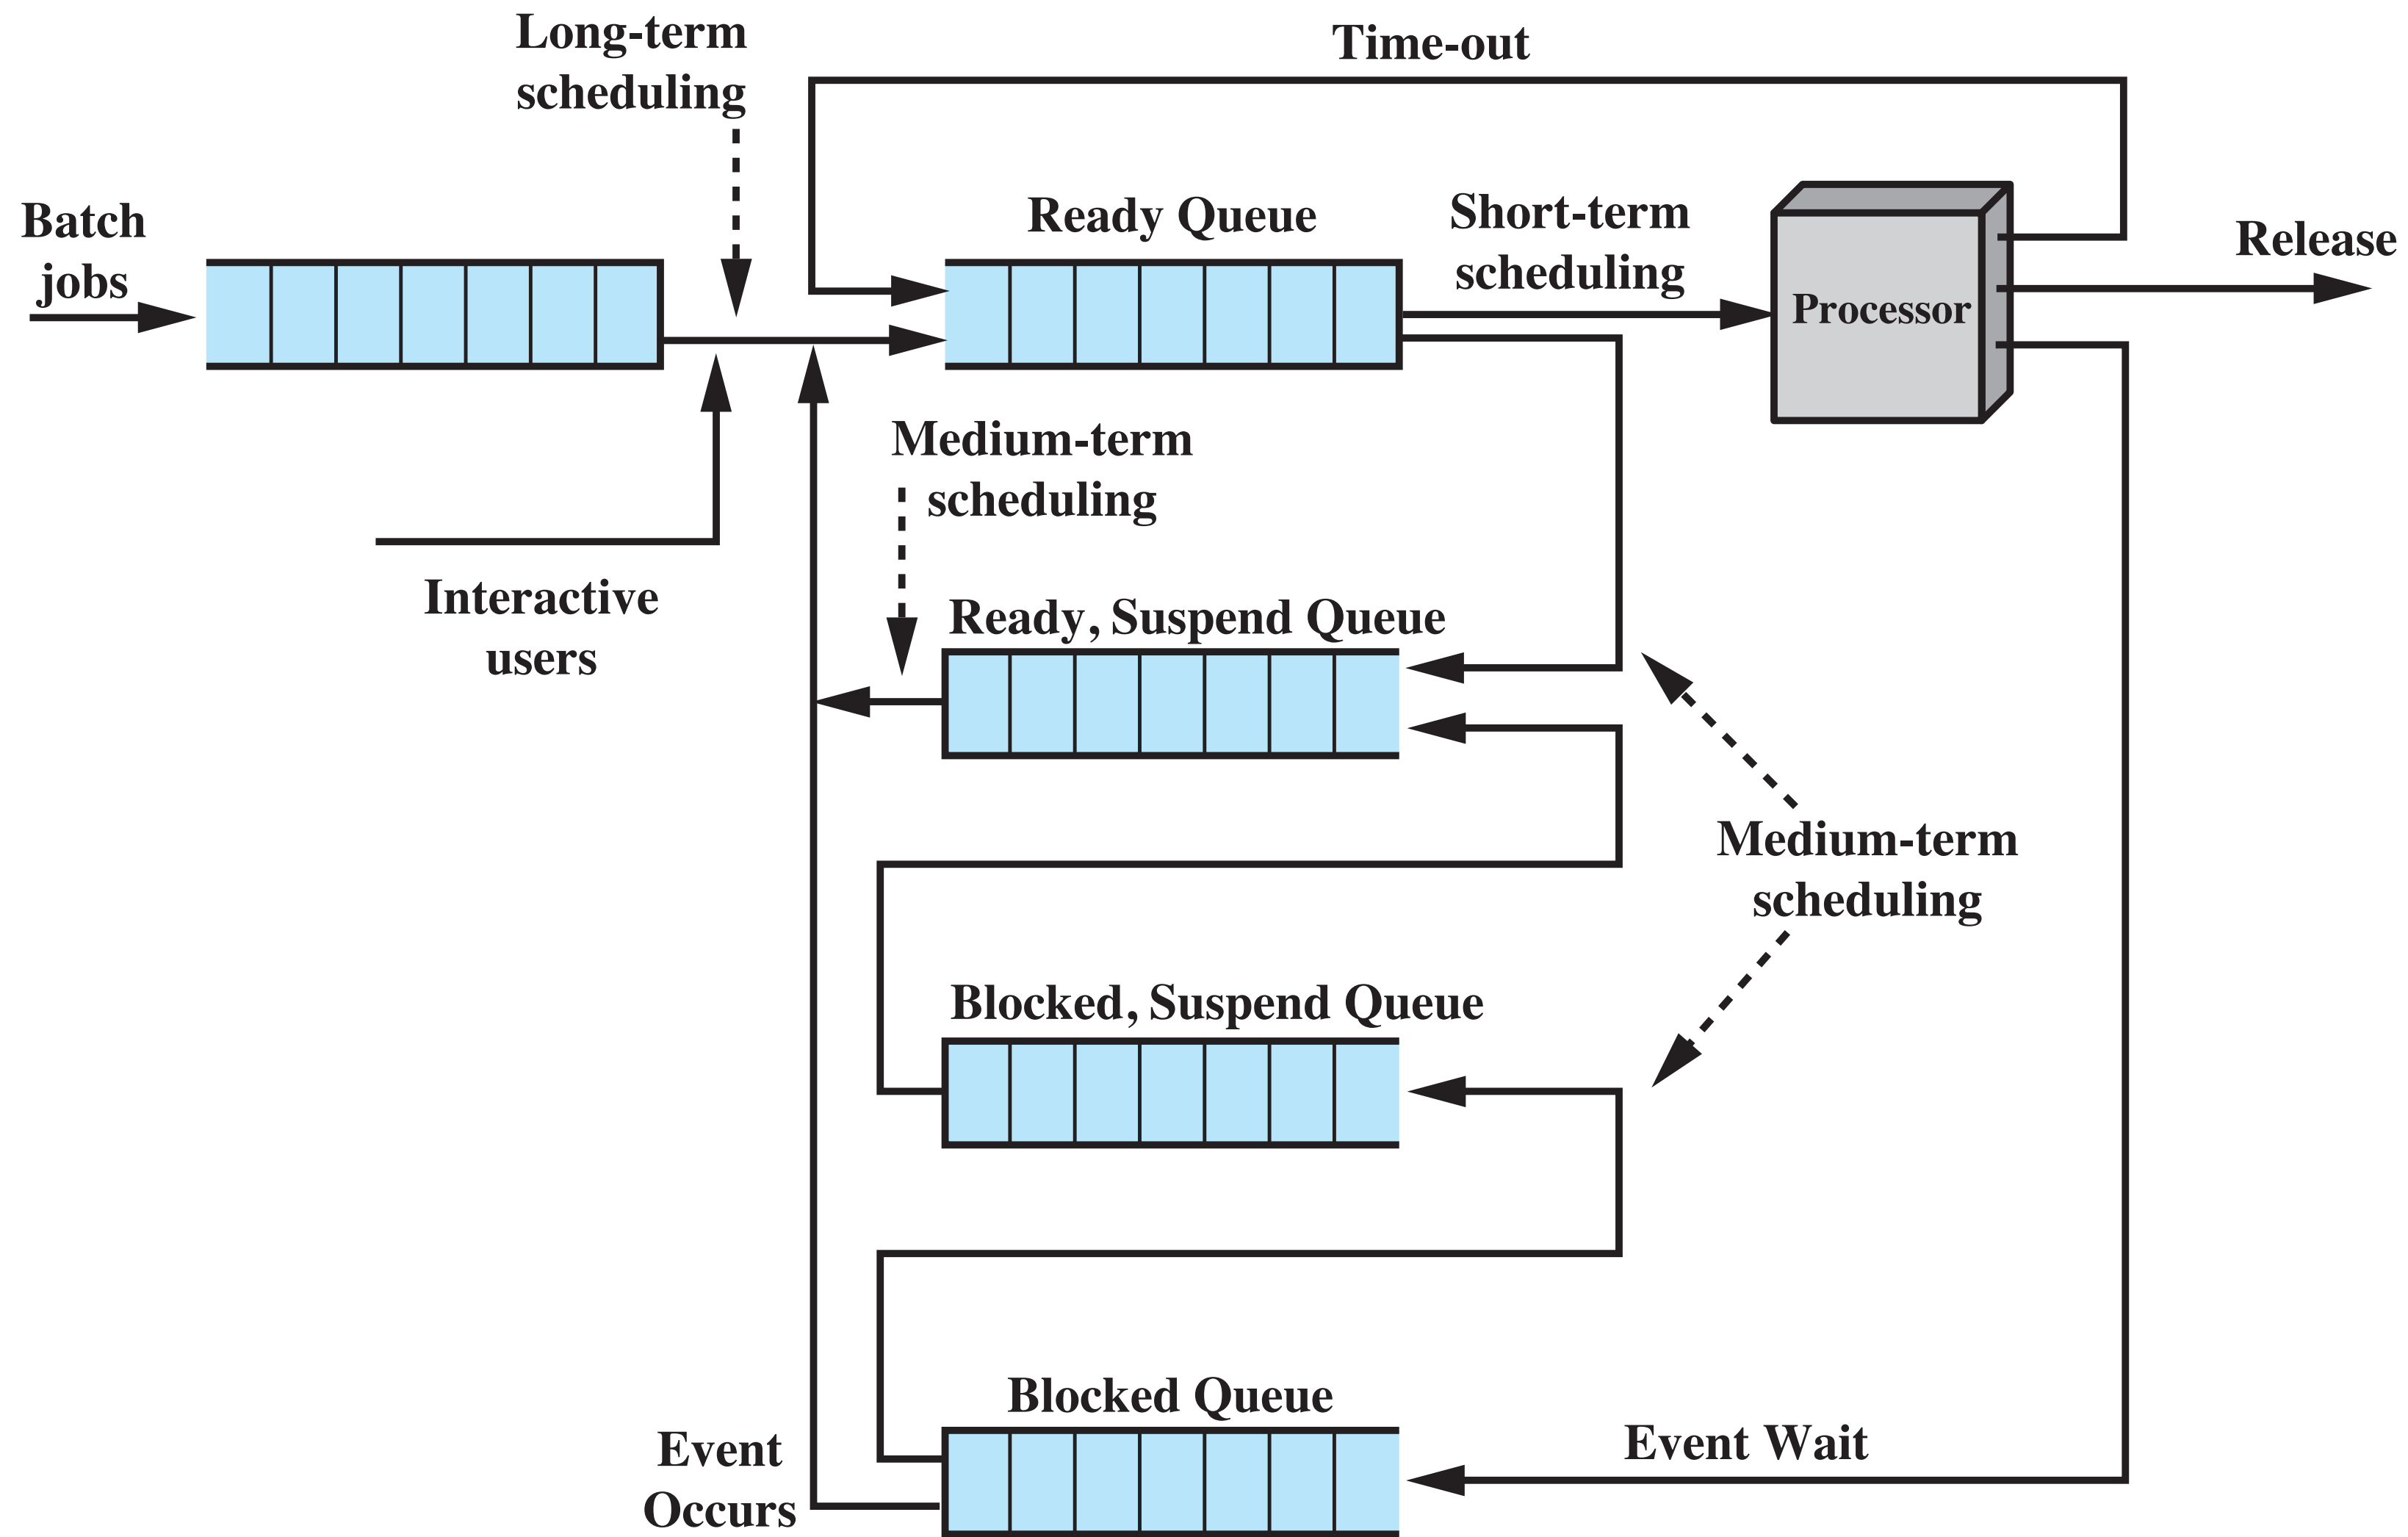 Long-term
scheduling
Time-out
Batch
jobs
Ready Queue
Short-term
scheduling
Processor
Release
Medium-term
scheduling
Interactive
users
Ready, Suspend Queue
Medium-term
scheduling
Blocked, Suspend Queue
Blocked Queue
Event
Occurs
Event Wait